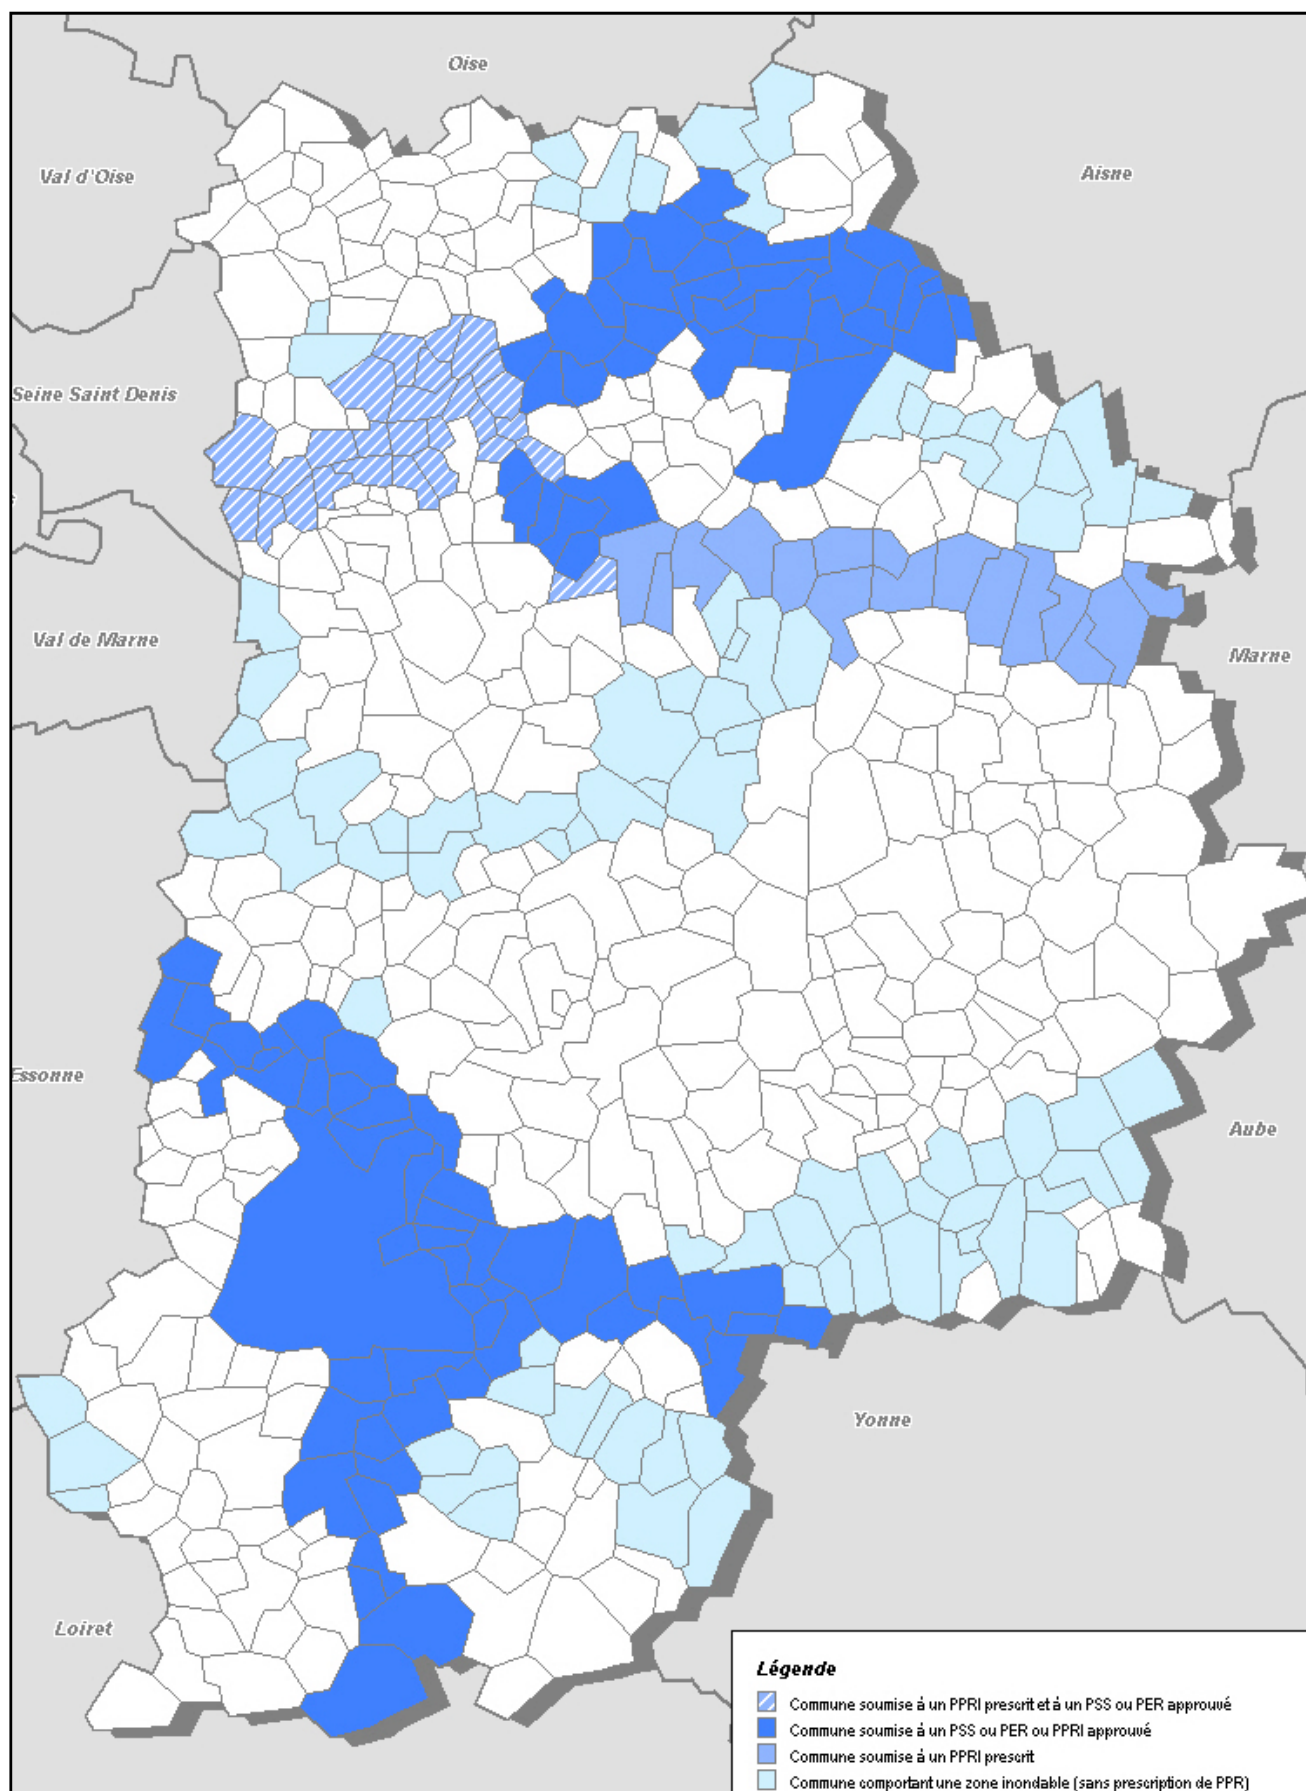 Oise
Val d'Oise
Aisne
Seine Saint Denis
Val de Marne
Marne
Essonne
Aube
Yonne
Loiret
Légende
Commune soumise à un PPRI prescrit et à un PSS ou PER approuvé
Commune soumise à un PSS ou PER ou PPRI approuvé
Commune soumise à un PPRI prescrit
Commune comportant une zone inondable (sans prescription de PPR)